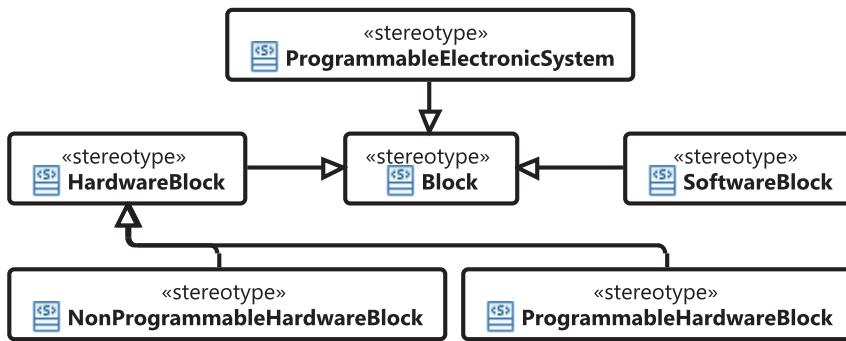 «stereotype»
ProgrammableElectronicSystem
«stereotype»
HardwareBlock
«stereotype»
Block
«stereotype»
SoftwareBlock
«stereotype»
NonProgrammableHardwareBlock
«stereotype»
ProgrammableHardwareBlock